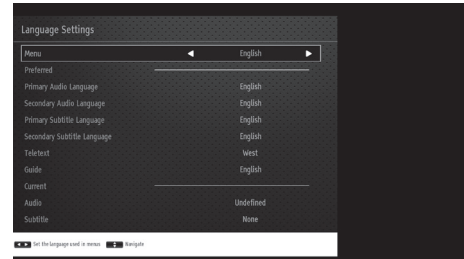 Language Settings
Menu English
Preferred
Primary Audio Language English
Secondary Audio Language English
Primary Subtitle Language English
Secondary Subtitle Language English
Teletext West
Guide English
Current
Audio Undefined
Subtitle None
Set the language used in menus Navigate